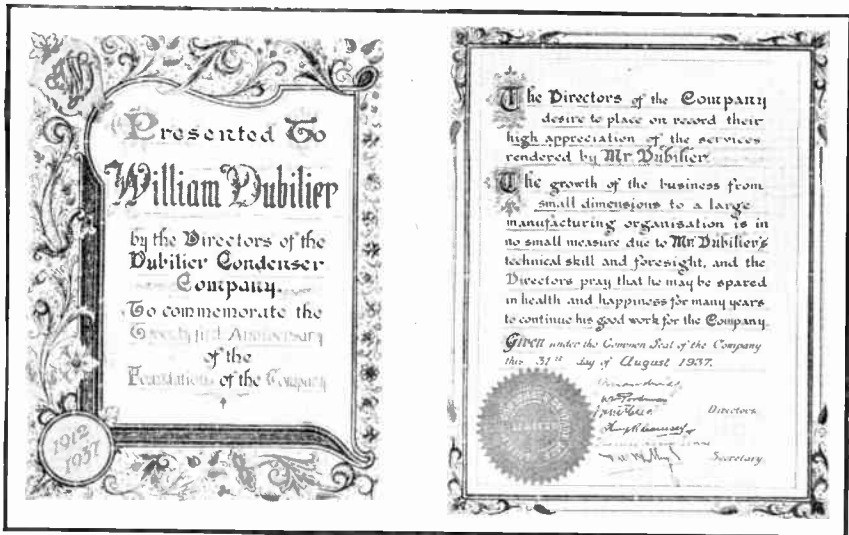 Presented To
William Dubilier
by the Directors of the
Dubilier Condenser
Company.
To commemorate the
Anniversary
of the
Foundation of the Company
1912
1937
The Directors of the Company
desire to place on record their
high appreciation of the services
rendered by Mr. Dubilier.
The growth of the business from
small dimensions to a large
manufacturing organisation is in
no small measure due to Mr. Dubilier's
technical skill and foresight, and the
Directors pray that he may be spared
in health and happiness for many years
to continue his good work for the Company
Given under the Common Seal of the Company
this 31st day of August 1937.
Directors
Secretary